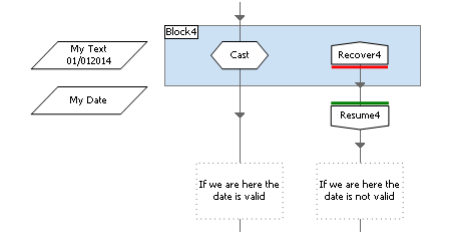 Block4
My Text
01/012014
Cast
Recover4
My Date
Resume4
If we are here the
date is valid
If we are here the
date is not valid